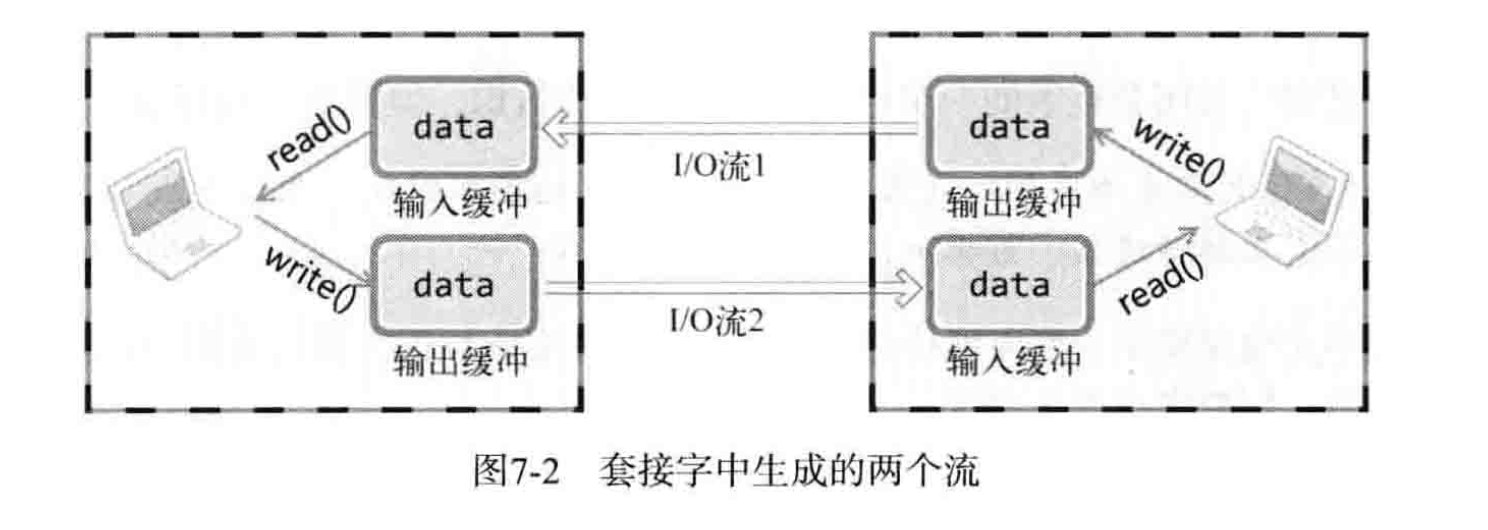 read()
data
输入缓冲
I/O流1
data
输出缓冲
write()
write()
data
输出缓冲
I/O流2
data
输入缓冲
read()
图7-2 套接字中生成的两个流